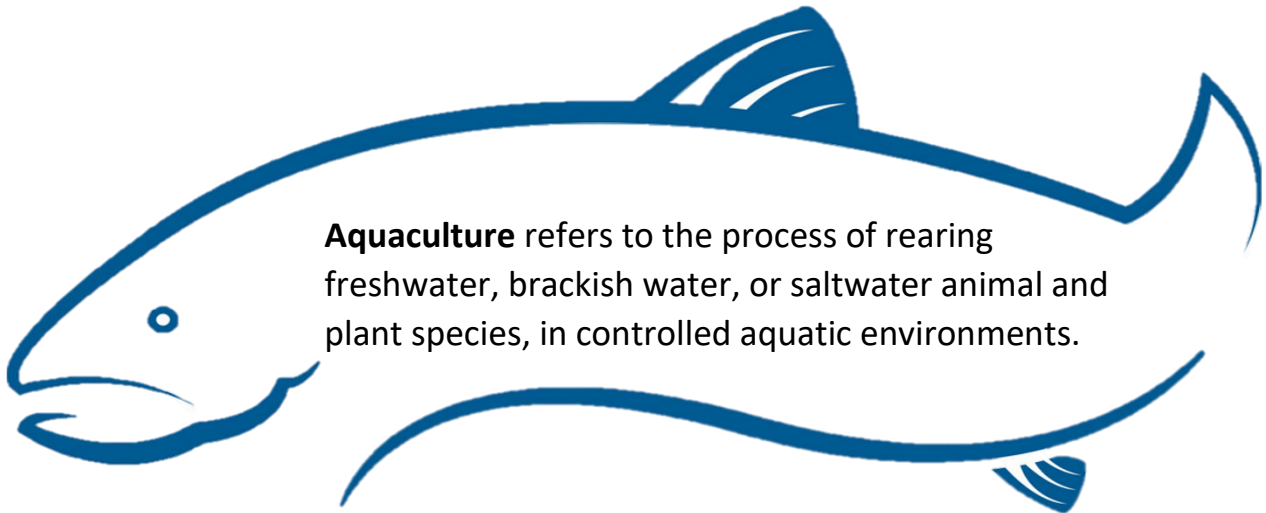 Aquaculture refers to the process of rearing
freshwater, brackish water, or saltwater animal and
plant species, in controlled aquatic environments.